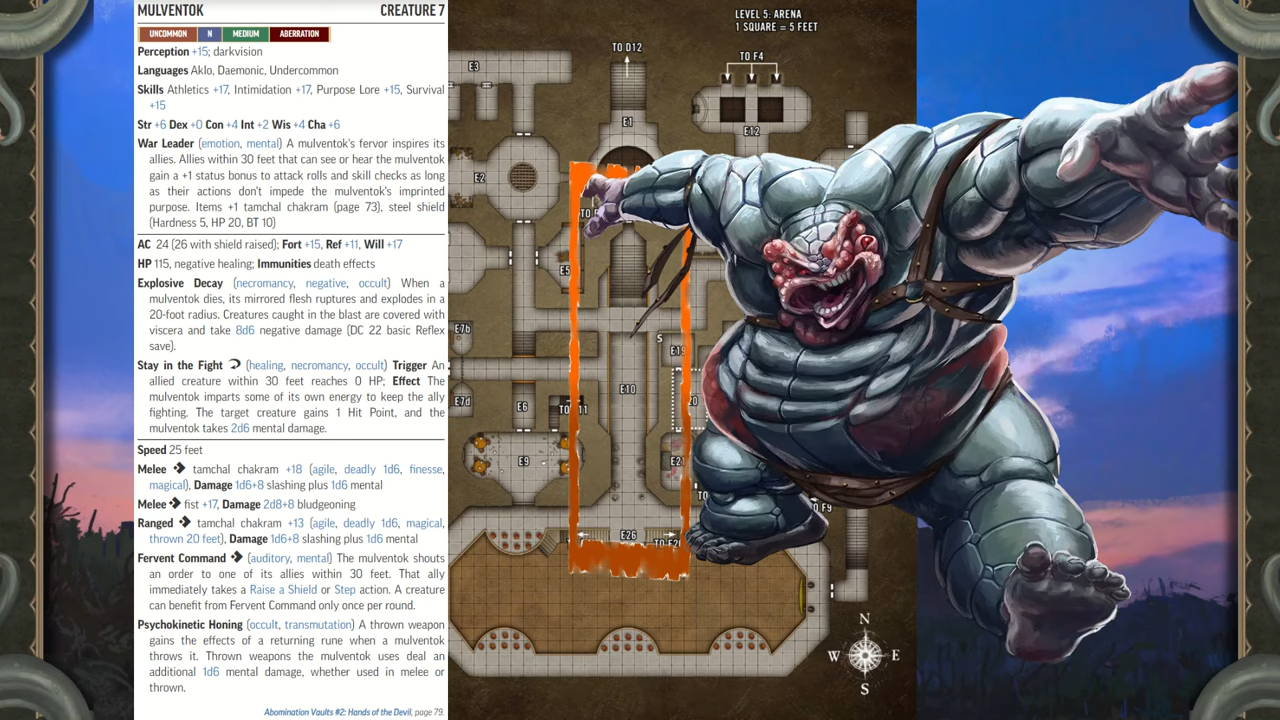 MULVENTOK CREATURE 7
UNCOMMON N MEDIUM ABERRATION
Perception +15; darkvision
Languages Aklo, Daemonic, Undercommon
Skills Athletics +17, Intimidation +17, Purpose Lore +15, Survival
+15
Str +6 Dex +0 Con +4 Int +2 Wis +4 Cha +6
War Leader (emotion, mental) A mulventok's fervor inspires its
allies. Allies within 30 feet that can see or hear the mulventok
gain a +1 status bonus to attack rolls and skill checks as long
as their actions don't impede the mulventok's imprinted
purpose. Items +1 tamchal chakram (page 73), steel shield
(Hardness 5, HP 20, BT 10)
AC 24 (26 with shield raised); Fort +15, Ref +11, Will +17
HP 115, negative healing; Immunities death effects
Explosive Decay (necromancy, negative, occult) When a
mulventok dies, its mirrored flesh ruptures and explodes in a
20-foot radius. Creatures caught in the blast are covered with
viscera and take 8d6 negative damage (DC 22 basic Reflex
save).
Stay in the Fight (healing, necromancy, occult) Trigger An
allied creature within 30 feet reaches 0 HP; Effect The
mulventok imparts some of its own energy to keep the ally
fighting. The target creature gains 1 Hit Point, and the
mulventok takes 2d6 mental damage.
Speed 25 feet
Melee tamchal chakram +18 (agile, deadly 1d6, finesse,
magical), Damage 1d6+8 slashing plus 1d6 mental
Melee fist +17, Damage 2d8+8 bludgeoning
Ranged tamchal chakram +13 (agile, deadly 1d6, magical,
thrown 20 feet), Damage 1d6+8 slashing plus 1d6 mental
Fervent Command (auditory, mental) The mulventok shouts
an order to one of its allies within 30 feet. That ally
immediately takes a Raise a Shield or Step action. A creature
can benefit from Fervent Command only once per round.
Psychokinetic Honing (occult, transmutation) A thrown weapon
gains the effects of a returning rune when a mulventok
throws it. Thrown weapons the mulventok uses deal an
additional 1d6 mental damage, whether used in melee or
thrown.
Abomination Vaults #2: Hands of the Devil, page 79.
LEVEL 5: ARENA
1 SQUARE = 5 FEET
TO D12
TO F4
E3
E1
E12
E2
TO
E5
E7b
S
E10
E7d
E6
TO 11
20
E9
TO
TO F9
E26
N
W E
S